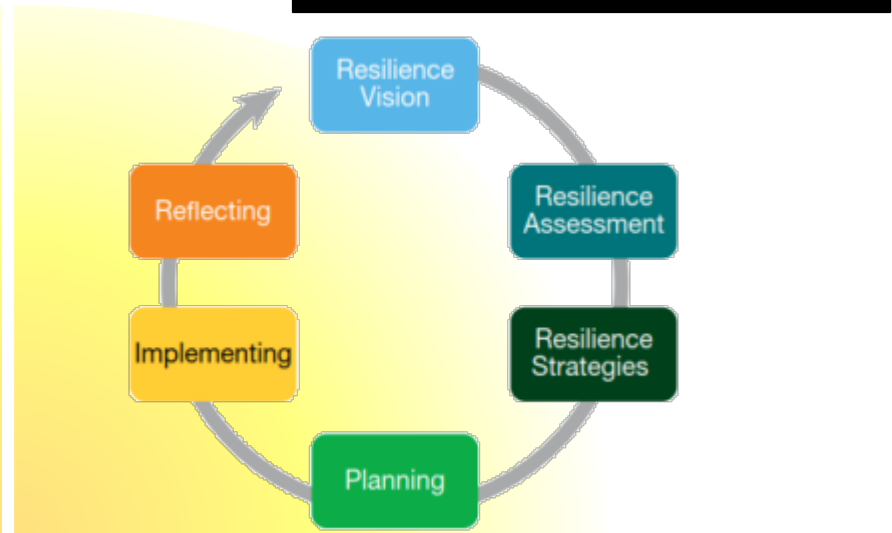 Resilience
Vision
Resilience
Assessment
Resilience
Strategies
Planning
Implementing
Reflecting